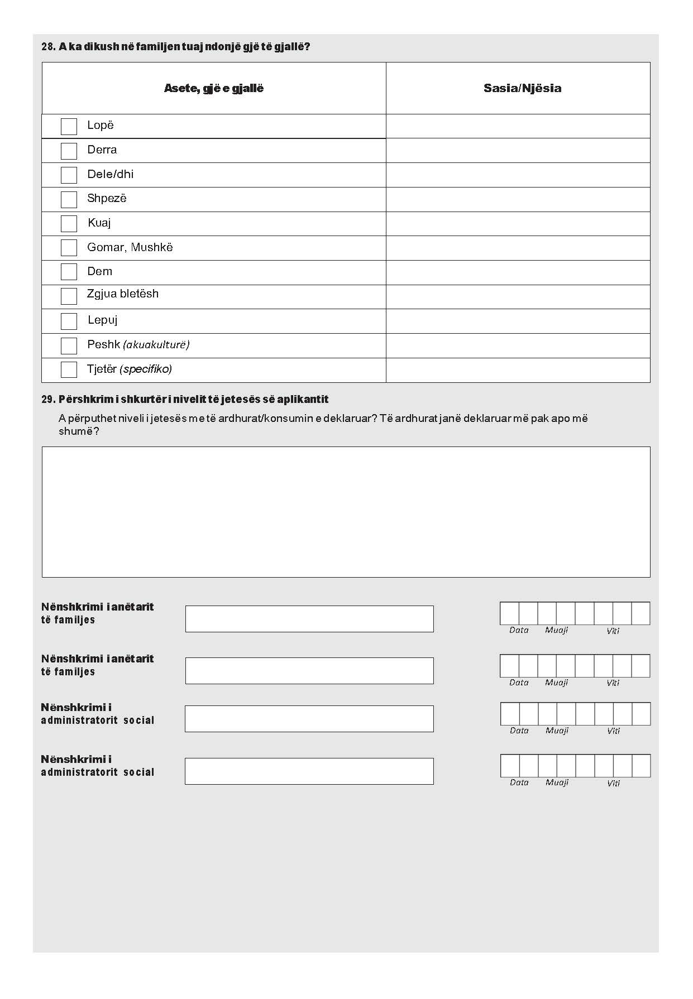 28. A ka dikush në familjen tuaj ndonjë gjë të gjallë?
Asete, gjë e gjallë Sasia/Njësia
Lopë
Derra
Dele/dhi
Shpezë
Kuaj
Gomar, Mushkë
Dem
Zgjua bletësh
Lepuj
Peshk (akuakulturë)
Tjetër (specifiko)
29. Përshkrim i shkurtër i nivelit të jetesës së aplikantit
A përputhet niveli i jetesës me të ardhurat/konsumin e deklaruar? Të ardhurat janë deklaruar më pak apo më
shumë?
Nënshkrimi i anëtarit
të familjes
Data Muaji Viti
Nënshkrimi i anëtarit
të familjes
Data Muaji Viti
Nënshkrimi i
administratorit social
Data Muaji Viti
Nënshkrimi i
administratorit social
Data Muaji Viti